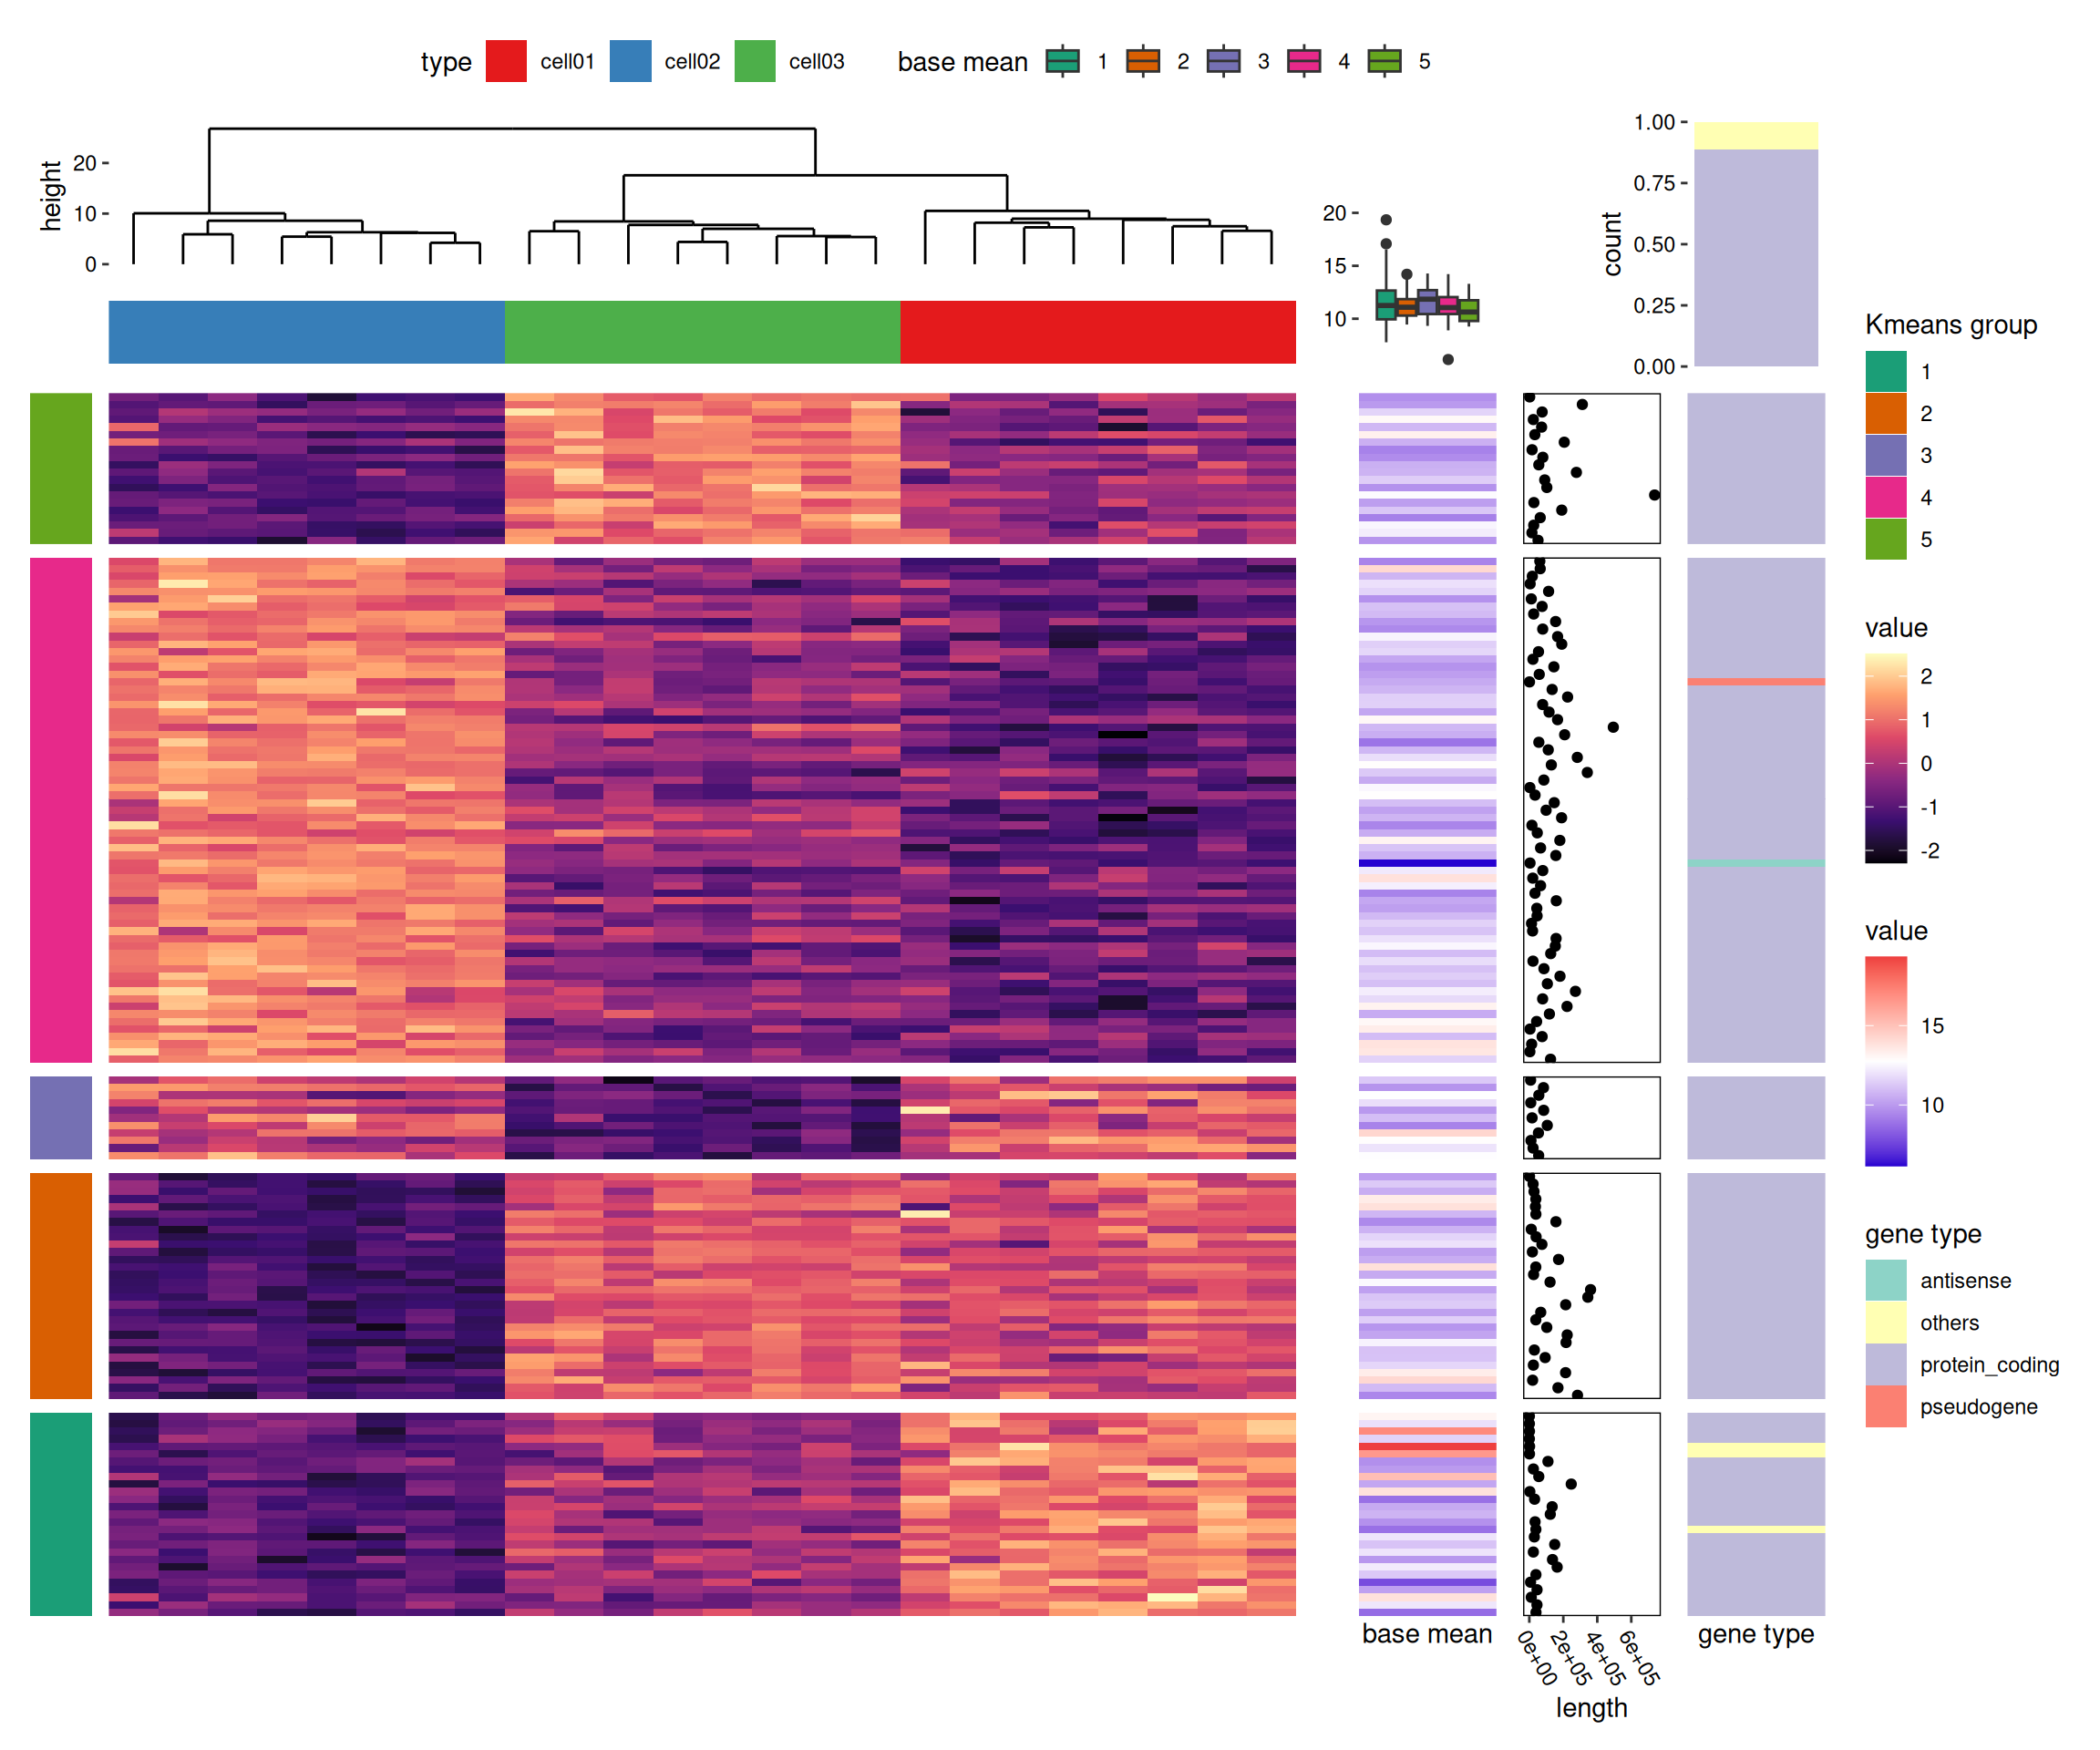 type cell01 cell02 cell03 base mean 1 2 3 4 5
height
20
10
0
20
15
10
count
1.00
0.75
0.50
0.25
0.00
Kmeans group
1
2
3
4
5
value
2
1
0
-1
-2
value
15
10
gene type
antisense
others
protein_coding
pseudogene
base mean
0e+00 2e+05 4e+05 6e+05
length
gene type